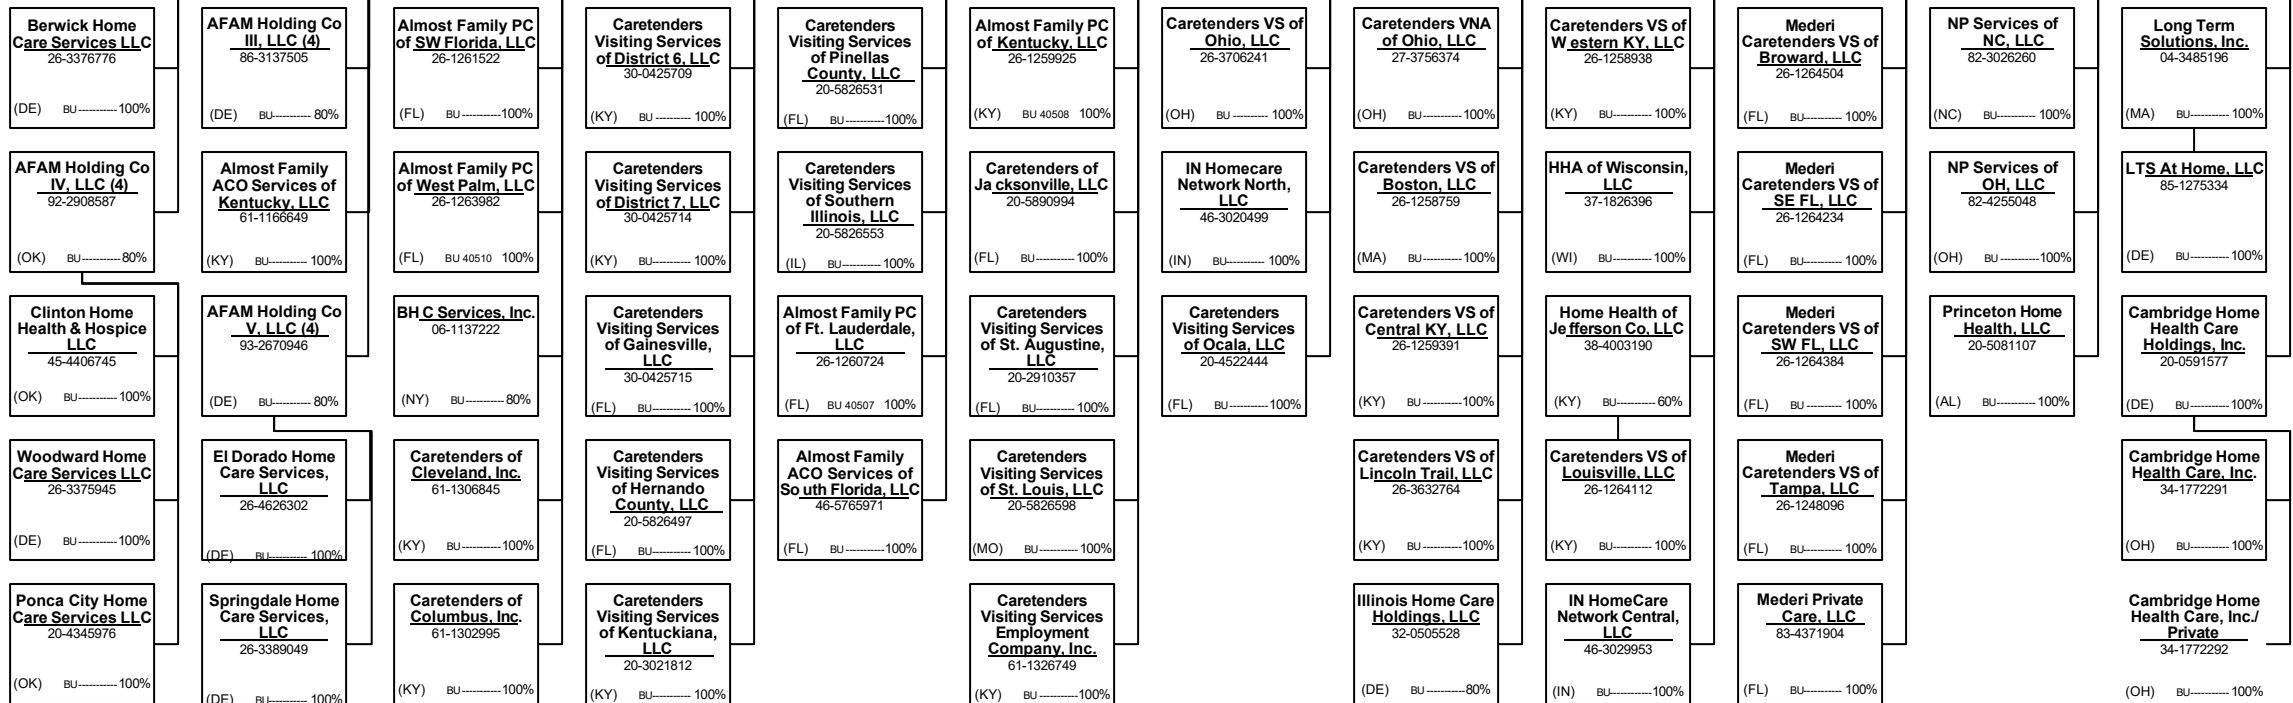 Berwick Home
Care Services LLC
26-3376776
(DE) BU-----------100%
AFAM Holding Co
IV, LLC (4)
92-2908587
(OK) BU-----------80%
Clinton Home
Health & Hospice
LLC
45-4406745
(OK) BU-----------100%
Woodward Home
Care Services LLC
26-3375945
(DE) BU-----------100%
Ponca City Home
Care Services LLC
20-4345976
(OK) BU-----------100%
AFAM Holding Co
III, LLC (4)
86-3137505
(DE) BU----------- 80%
Almost Family
ACO Services of
Kentucky, LLC
61-1166649
(KY) BU----------- 100%
AFAM Holding Co
V, LLC (4)
93-2670946
(DE) BU----------- 80%
El Dorado Home
Care Services,
LLC
26-4626302
(DE) BU----------- 100%
Springdale Home
Care Services,
LLC
26-3389049
(DE) BU----------- 100%
Almost Family PC
of SW Florida, LLC
26-1261522
(FL) BU-----------100%
Almost Family PC
of West Palm, LLC
26-1263982
(FL) BU 40510 100%
BH C Services, Inc.
06-1137222
(NY) BU-----------80%
Caretenders of
Cleveland, Inc.
61-1306845
(KY) BU-----------100%
Caretenders of
Columbus, Inc.
61-1302995
(KY) BU-----------100%
Caretenders
Visiting Services
of District 6, LLC
30-0425709
(KY) BU----------- 100%
Caretenders
Visiting Services
of District 7, LLC
30-0425714
(KY) BU----------- 100%
Caretenders
Visiting Services
of Gainesville,
LLC
30-0425715
(FL) BU-----------100%
Caretenders
Visiting Services
of Hernando
County, LLC
20-5826497
(FL) BU-----------100%
Caretenders
Visiting Services
of Kentuckiana,
LLC
20-3021812
(KY) BU----------- 100%
Caretenders
Visiting Services
of Pinellas
County, LLC
20-5826531
(FL) BU-----------100%
Caretenders
Visiting Services
of Southern
Illinois, LLC
20-5826553
(IL) BU-----------100%
Almost Family PC
of Ft. Lauderdale,
LLC
26-1260724
(FL) BU 40507 100%
Almost Family
ACO Services of
So uth Florida, LLC
46-5765971
(FL) BU-----------100%
Almost Family PC
of Kentucky, LLC
26-1259925
(KY) BU 40508 100%
Caretenders of
Ja cksonville, LLC
20-5890994
(FL) BU-----------100%
Caretenders
Visiting Services
of St. Augustine,
LLC
20-2910357
(FL) BU-----------100%
Caretenders
Visiting Services
of St. Louis, LLC
20-5826598
(MO) BU-----------100%
Caretenders
Visiting Services
Employment
Company, Inc.
61-1326749
(KY) BU-----------100%
Caretenders VS of
Ohio, LLC
26-3706241
(OH) BU----------- 100%
IN Homecare
Network North,
LLC
46-3020499
(IN) BU----------- 100%
Caretenders
Visiting Services
of Ocala, LLC
20-4522444
(FL) BU-----------100%
Caretenders VNA
of Ohio, LLC
27-3756374
(OH) BU-----------100%
Caretenders VS of
Boston, LLC
26-1258759
(MA) BU-----------100%
Caretenders VS of
Central KY, LLC
26-1259391
(KY) BU-----------100%
Caretenders VS of
Lincoln Trail, LLC
26-3632764
(KY) BU-----------100%
Illinois Home Care
Holdings, LLC
32-0505528
(DE) BU-----------80%
Caretenders VS of
W estern KY, LLC
26-1258938
(KY) BU-----------100%
HHA of Wisconsin,
LLC
37-1826396
(WI) BU-----------100%
Home Health of
Je fferson Co, LLC
38-4003190
(KY) BU-----------60%
Caretenders VS of
Louisville, LLC
26-1264112
(KY) BU-----------100%
IN HomeCare
Network Central,
LLC
46-3029953
(IN) BU-----------100%
Mederi
Caretenders VS of
Broward, LLC
26-1264504
(FL) BU----------- 100%
Mederi
Caretenders VS of
SE FL, LLC
26-1264234
(FL) BU----------- 100%
Mederi
Caretenders VS of
SW FL, LLC
26-1264384
(FL) BU----------- 100%
Mederi
Caretenders VS of
Tampa, LLC
26-1248096
(FL) BU----------- 100%
Mederi Private
Care, LLC
83-4371904
(FL) BU----------- 100%
NP Services of
NC, LLC
82-3026260
(NC) BU-----------100%
NP Services of
OH, LLC
82-4255048
(OH) BU-----------100%
Princeton Home
Health, LLC
20-5081107
(AL) BU-----------100%
Long Term
Solutions, Inc.
04-3485196
(MA) BU-----------100%
LTS At Home, LLC
85-1275334
(DE) BU-----------100%
Cambridge Home
Health Care
Holdings, Inc.
20-0591577
(DE) BU-----------100%
Cambridge Home
Health Care, Inc.
34-1772291
(OH) BU-----------100%
Cambridge Home
Health Care, Inc./
Private
34-1772292
(OH) BU-----------100%